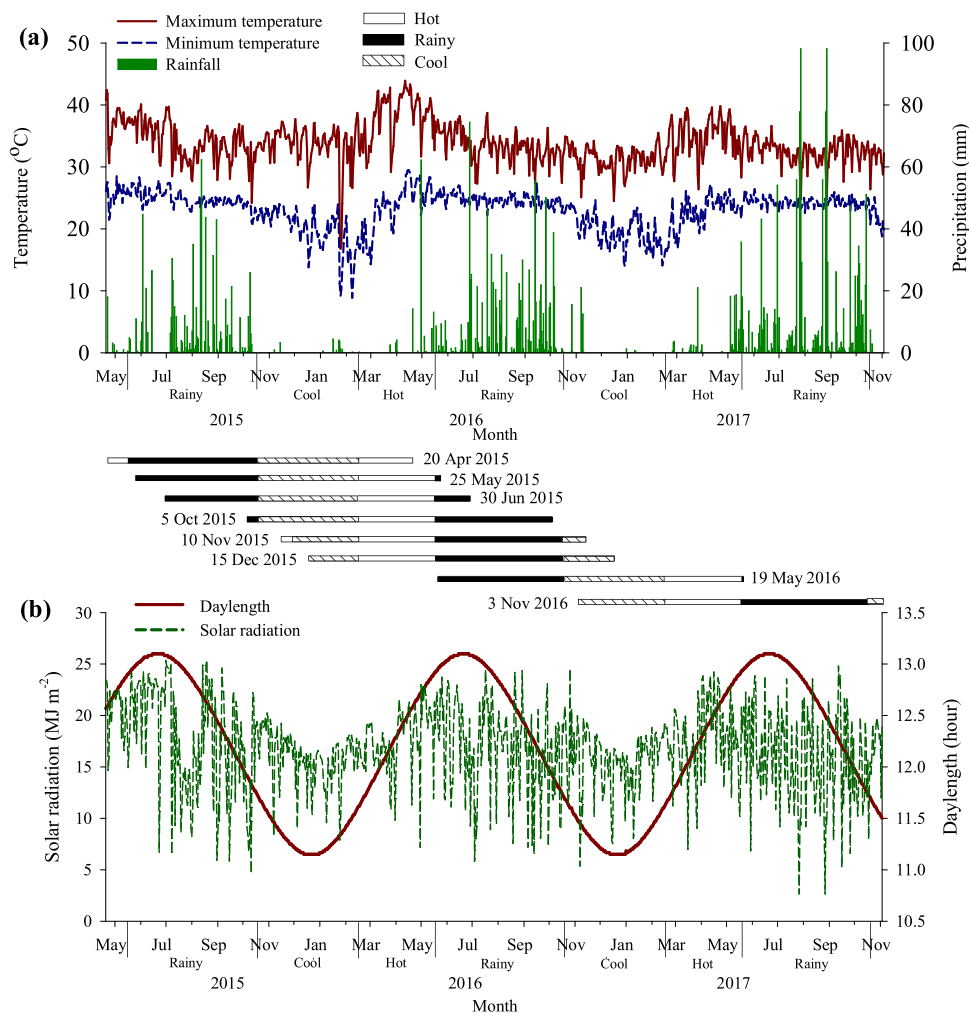 (a)
Maximum temperature
Minimum temperature
Rainfall
Hot
Rainy
Cool
50
40
30
20
10
0
Temperature (°C)
100
80
60
40
20
0
Precipitation (mm)
May Jul Sep Nov Jan Mar May Jul Sep Nov Jan Mar May Jul Sep Nov
Rainy Cool Hot Rainy Cool Hot Rainy
2015 2016 2017
Month
20 Apr 2015
25 May 2015
30 Jun 2015
5 Oct 2015
10 Nov 2015
15 Dec 2015
19 May 2016
3 Nov 2016
(b)
Daylength
Solar radiation
30
25
20
15
10
5
0
Solar radiation (MJ m⁻²)
13.5
13.0
12.5
12.0
11.5
11.0
10.5
Daylength (hour)
May Jul Sep Nov Jan Mar May Jul Sep Nov Jan Mar May Jul Sep Nov
Rainy Cool Hot Rainy Cool Hot Rainy
2015 2016 2017
Month